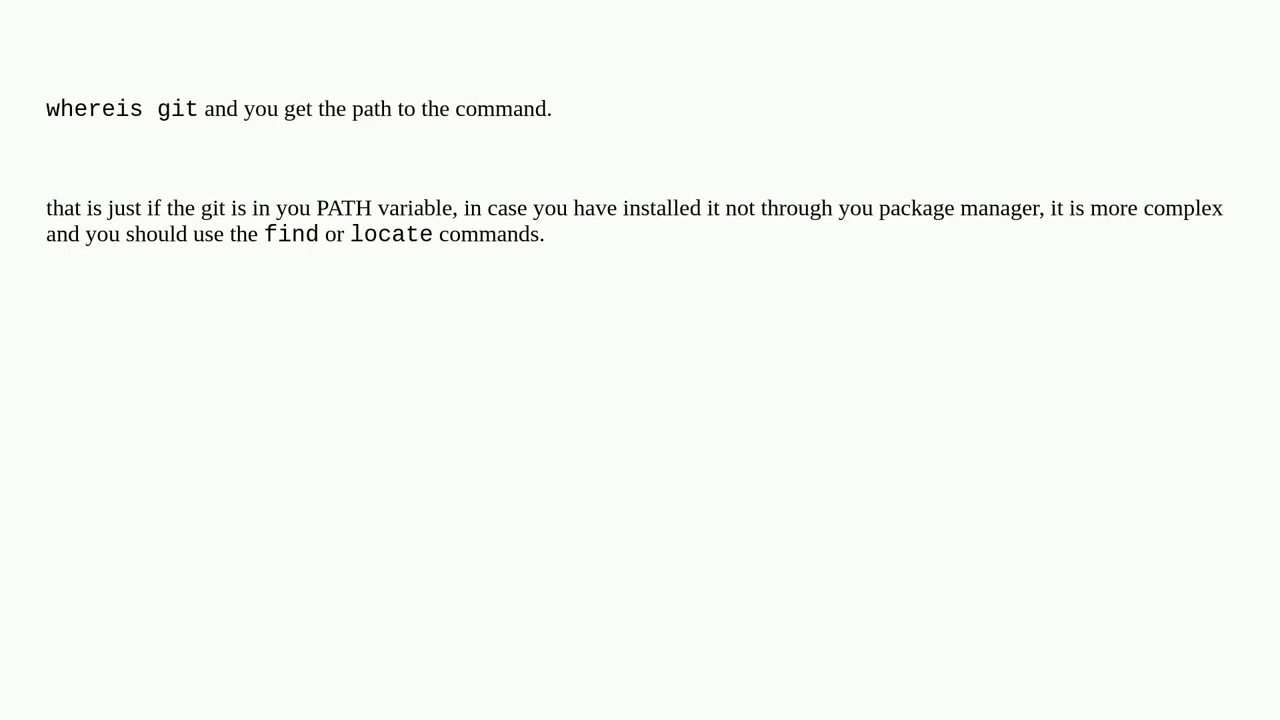 whereis git and you get the path to the command.
that is just if the git is in you PATH variable, in case you have installed it not through you package manager, it is more complex
and you should use the find or locate commands.